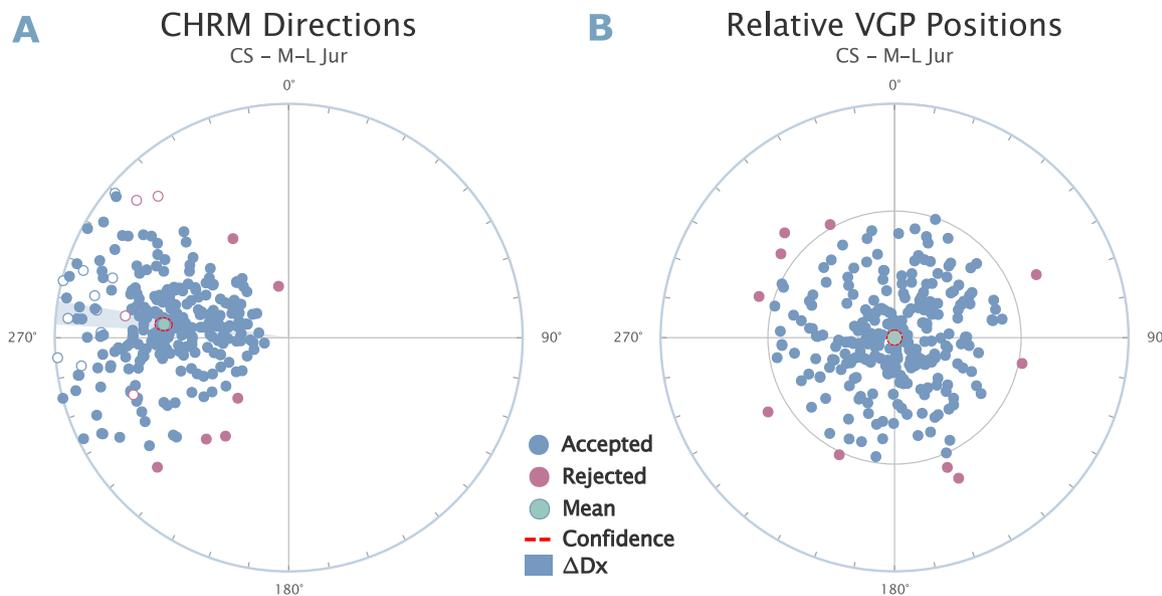 A
CHRM Directions
CS – M–L Jur
0°
270°
90°
180°
B
Relative VGP Positions
CS – M–L Jur
0°
270°
90
180°
Accepted
Rejected
Mean
Confidence
ΔDx